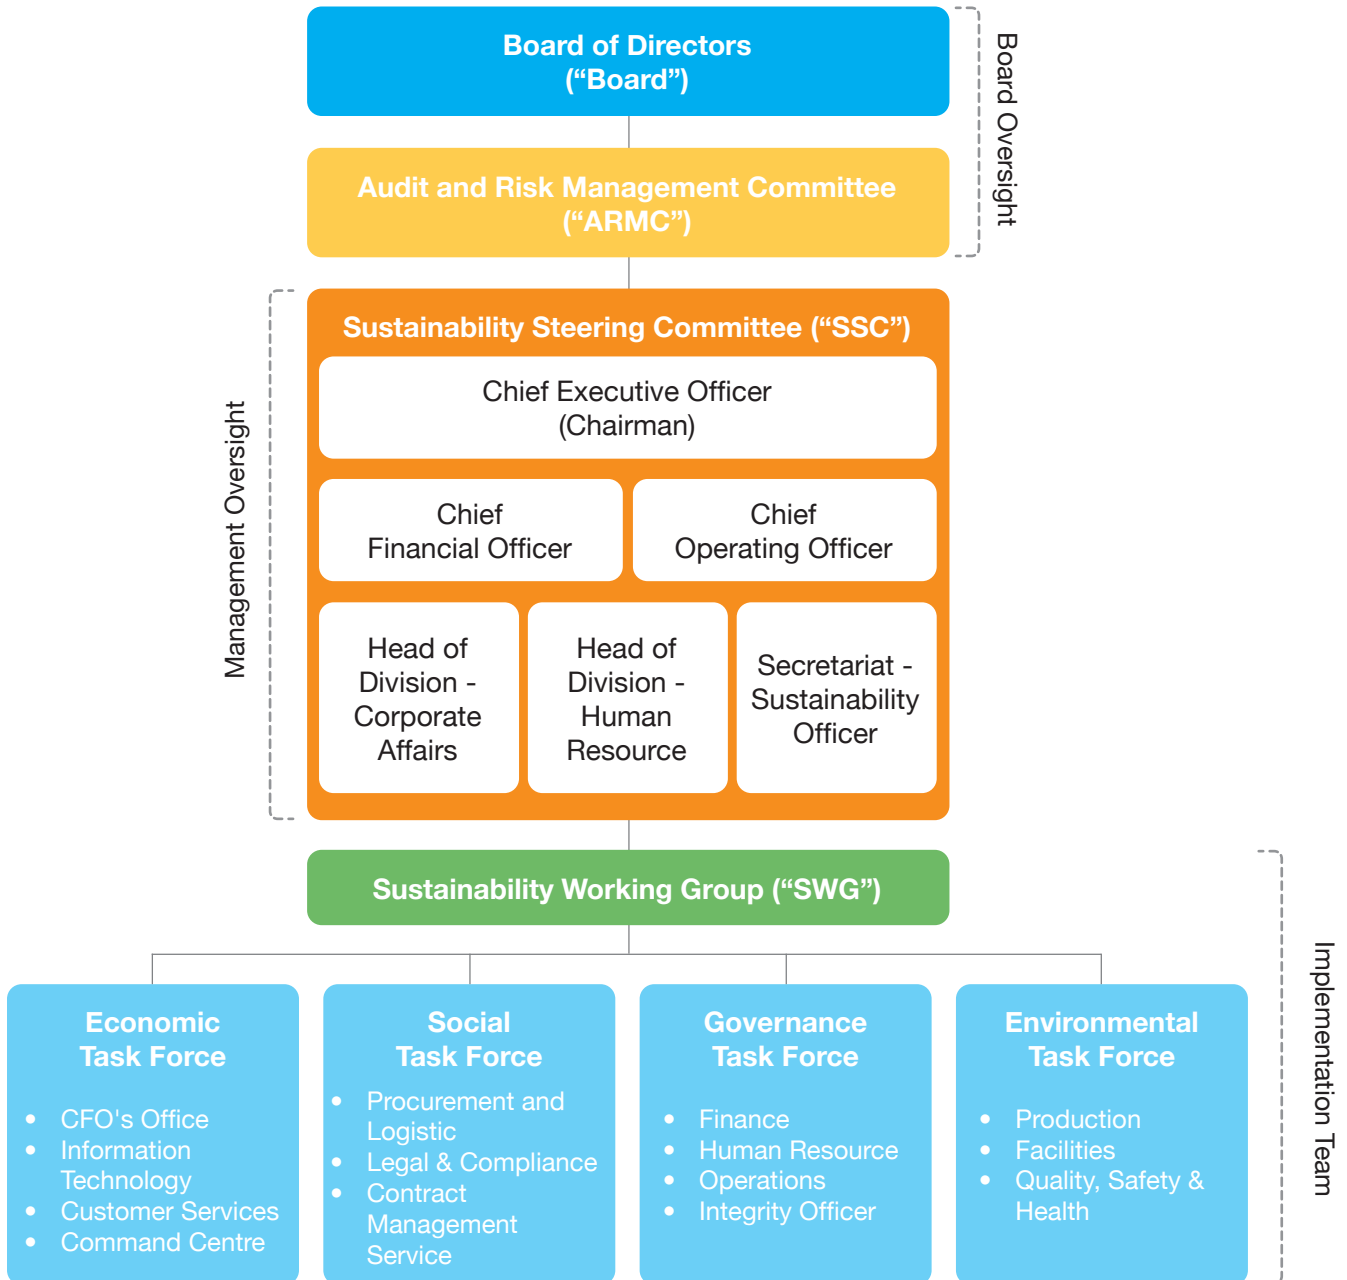 Board of Directors
(“Board”)
Board Oversight
Audit and Risk Management Committee
(“ARMC”)
Management Oversight
Sustainability Steering Committee (“SSC”)
Chief Executive Officer
(Chairman)
Chief
Financial Officer
Chief
Operating Officer
Head of
Division -
Corporate
Affairs
Head of
Division -
Human
Resource
Secretariat -
Sustainability
Officer
Sustainability Working Group (“SWG”)
Implementation Team
Economic
Task Force
• CFO's Office
• Information
Technology
• Customer Services
• Command Centre
Social
Task Force
• Procurement and
Logistic
• Legal & Compliance
• Contract
Management
Service
Governance
Task Force
• Finance
• Human Resource
• Operations
• Integrity Officer
Environmental
Task Force
• Production
• Facilities
• Quality, Safety &
Health